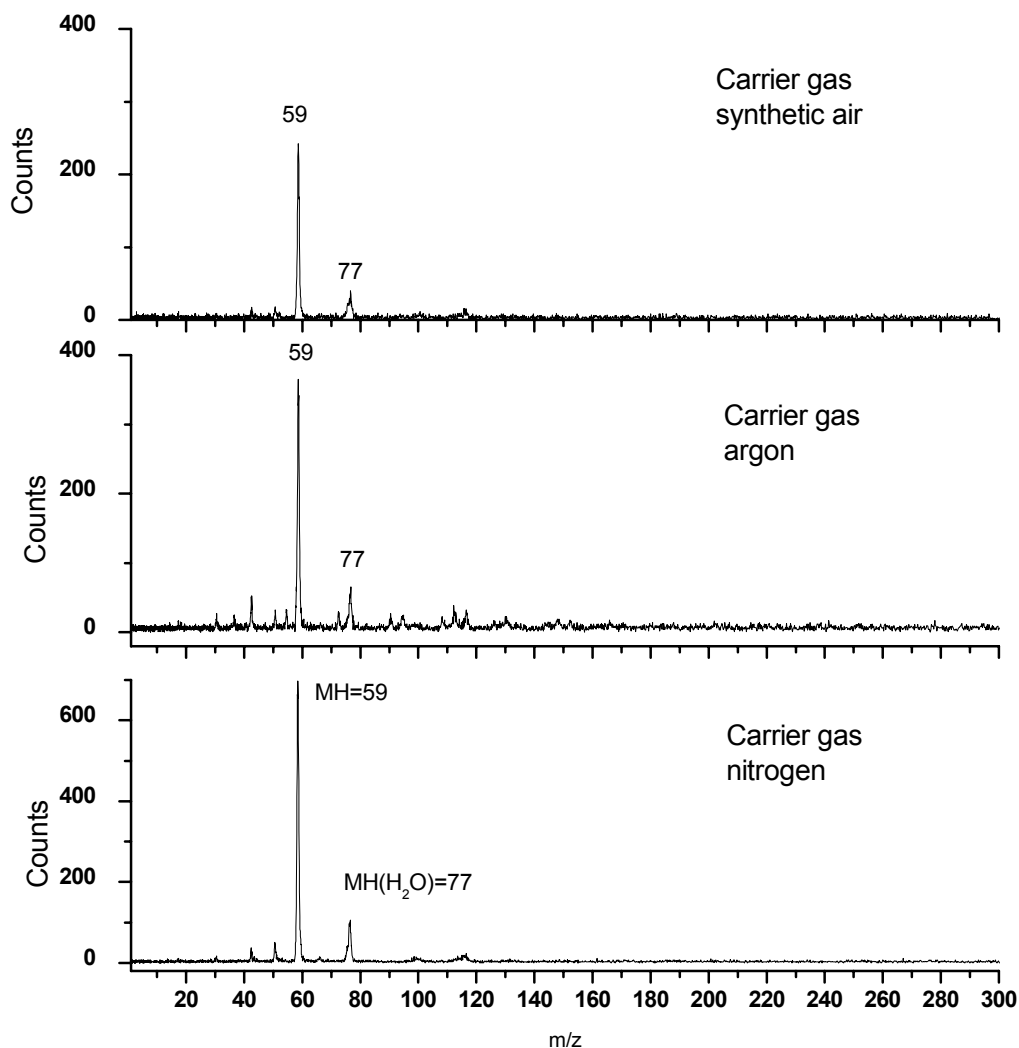 400
200
0
Counts
59
77
Carrier gas
synthetic air
400
200
0
Counts
59
77
Carrier gas
argon
600
400
200
0
Counts
MH=59
MH(H₂O)=77
Carrier gas
nitrogen
20 40 60 80 100 120 140 160 180 200 220 240 260 280 300
m/z